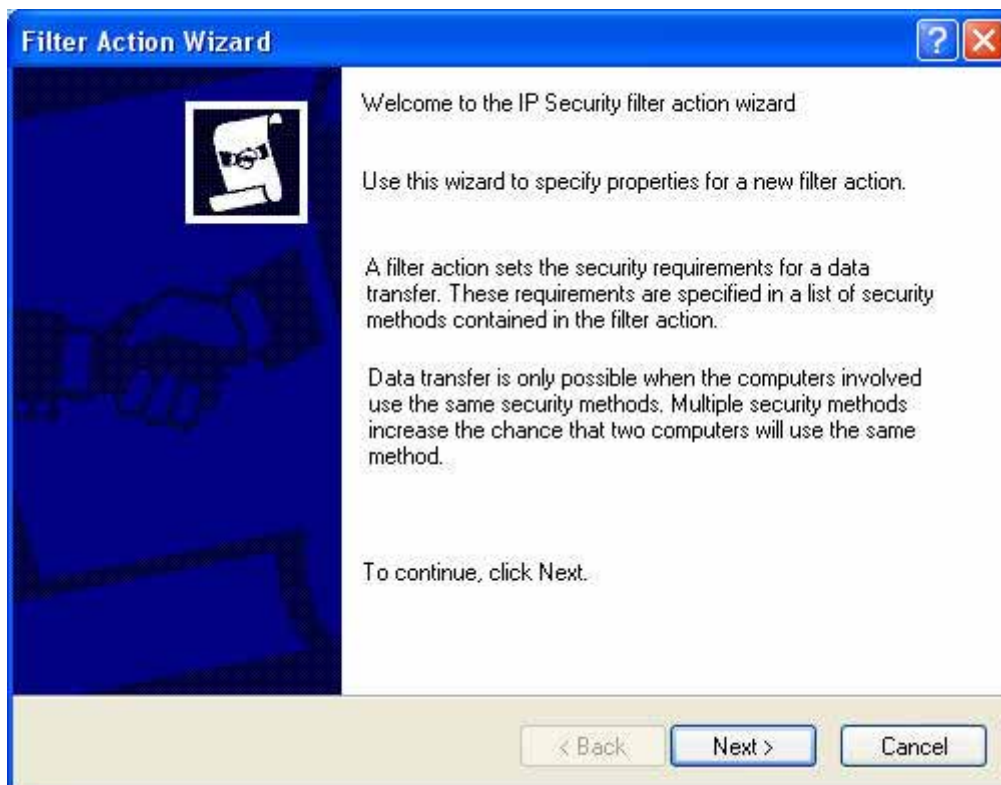 Filter Action Wizard
Welcome to the IP Security filter action wizard
Use this wizard to specify properties for a new filter action.
A filter action sets the security requirements for a data
transfer. These requirements are specified in a list of security
methods contained in the filter action.
Data transfer is only possible when the computers involved
use the same security methods. Multiple security methods
increase the chance that two computers will use the same
method.
To continue, click Next.
< Back Next > Cancel